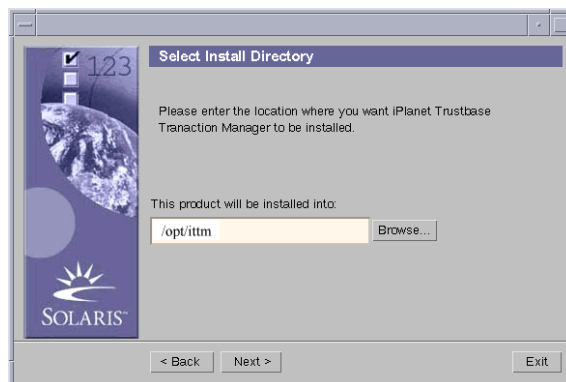 123
Select Install Directory
Please enter the location where you want iPlanet Trustbase
Tranaction Manager to be installed.
This product will be installed into:
/opt/ittm
Browse...
SOLARIS™
< Back
Next >
Exit